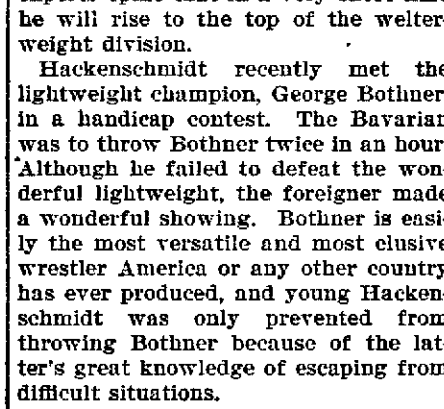 he will rise to the top of the welter-
weight division.
Hackenschmidt recently met the
lightweight champion, George Bothner
in a handicap contest. The Bavarian
was to throw Bothner twice in an hour
Although he failed to defeat the won-
derful lightweight, the foreigner made
a wonderful showing. Bothner is easi-
ly the most versatile and most elusive
wrestler America or any other country
has ever produced, and young Hacken-
schmidt was only prevented from
throwing Bothner because of the lat-
ter's great knowledge of escaping from
difficult situations.